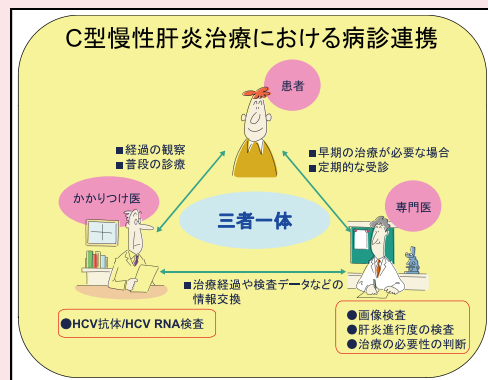 C型慢性肝炎治療における病診連携
患者
■経過の観察
■普段の診療
■早期の治療が必要な場合
■定期的な受診
かかりつけ医
三者一体
専門医
■治療経過や検査データなどの
情報交換
●HCV抗体/HCV RNA検査
●画像検査
●肝炎進行度の検査
●治療の必要性の判断